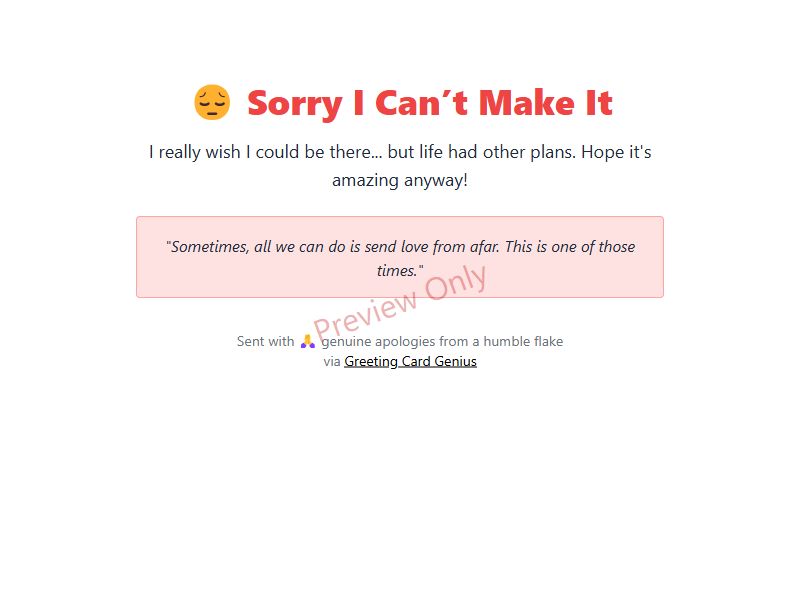 😔 Sorry I Can´t Make It
I really wish I could be there... but life had other plans. Hope it's
amazing anyway!
"Sometimes, all we can do is send love from afar. This is one of those
times."
Preview Only
Sent with 🙏 genuine apologies from a humble flake
via Greeting Card Genius